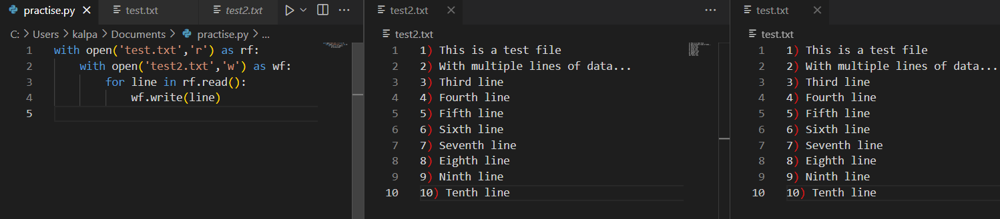 practise.py
test.txt
test2.txt
C: > Users > kalpa > Documents > practise.py > ...
1 with open('test.txt','r') as rf:
2 with open('test2.txt','w') as wf:
3 for line in rf.read():
4 wf.write(line)
5
test2.txt
test2.txt
1 1) This is a test file
2 2) With multiple lines of data...
3 3) Third line
4 4) Fourth line
5 5) Fifth line
6 6) Sixth line
7 7) Seventh line
8 8) Eighth line
9 9) Ninth line
10 10) Tenth line
test.txt
test.txt
1 1) This is a test file
2 2) With multiple lines of data...
3 3) Third line
4 4) Fourth line
5 5) Fifth line
6 6) Sixth line
7 7) Seventh line
8 8) Eighth line
9 9) Ninth line
10 10) Tenth line